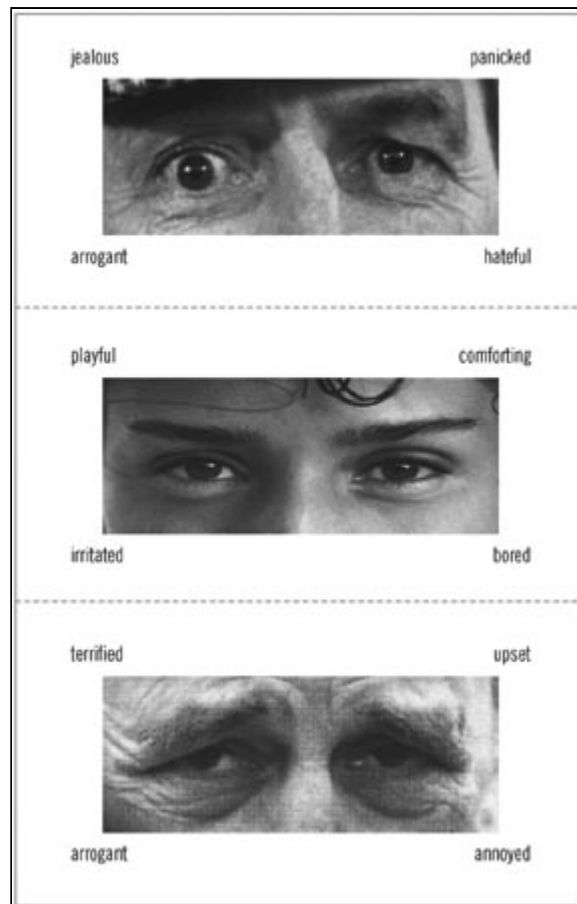 jealous panicked
arrogant hateful
playful comforting
irritated bored
terrified upset
arrogant annoyed